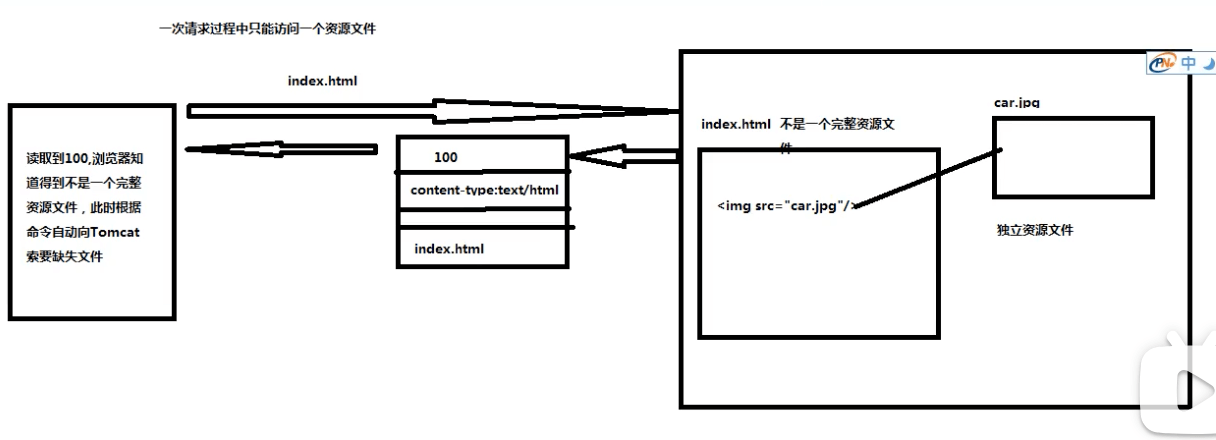 一次请求过程中只能访问一个资源文件
index.html
读取到100,浏览器知
道得到不是一个完整
资源文件，此时根据
命令自动向Tomcat
索要缺失文件
100
content-type:text/html
index.html
index.html 不是一个完整资源文
件
<img src="car.jpg"/>
car.jpg
独立资源文件
中